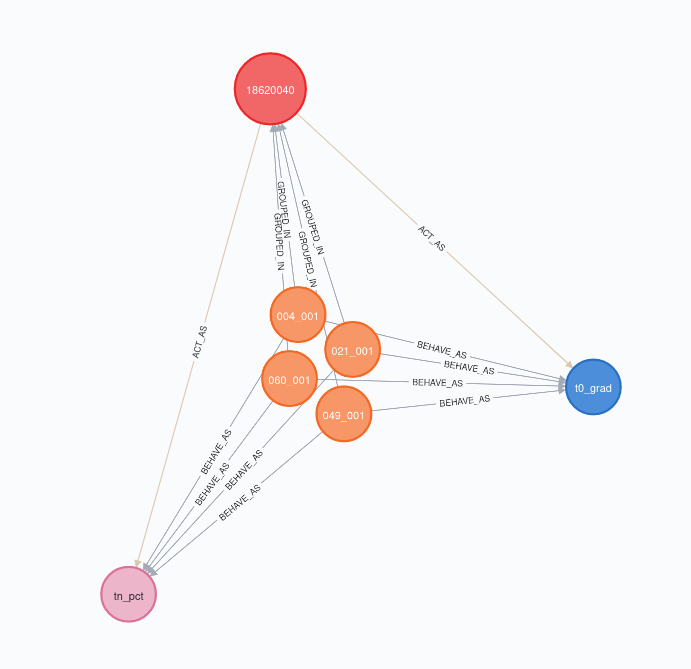 18620040
GROUPED_IN
GROUPED_IN
GROUPED_IN
GROUPED_IN
ACT_AS
ACT_AS
004_001
021_001
060_001
049_001
BEHAVE_AS
BEHAVE_AS
BEHAVE_AS
BEHAVE_AS
t0_grad
BEHAVE_AS
BEHAVE_AS
BEHAVE_AS
BEHAVE_AS
tn_pct